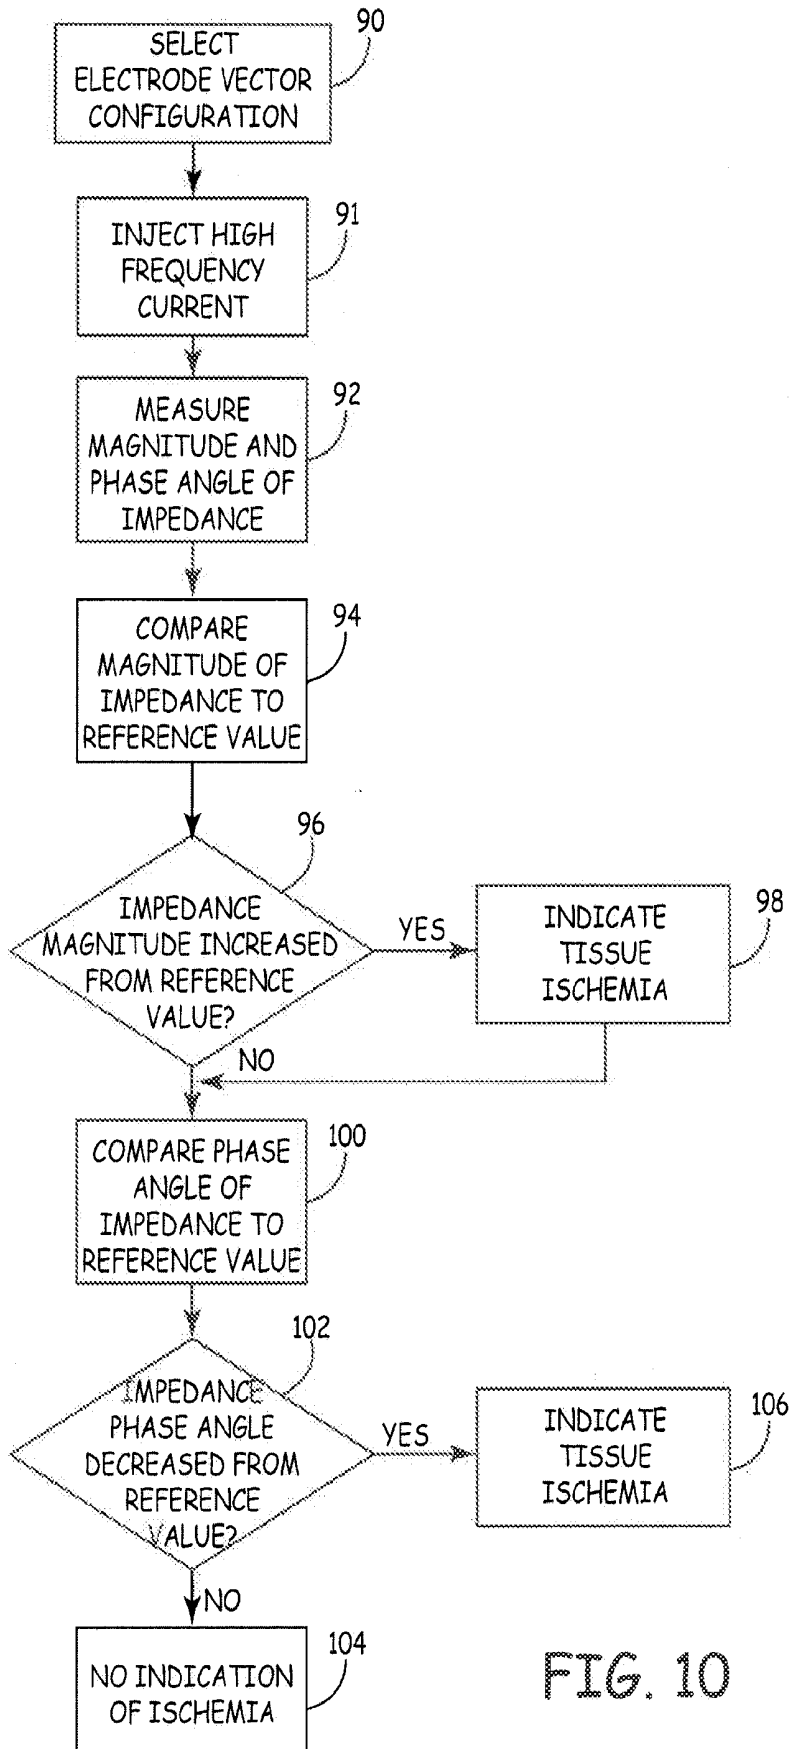 90
SELECT
ELECTRODE VECTOR
CONFIGURATION
91
INJECT HIGH
FREQUENCY
CURRENT
92
MEASURE
MAGNITUDE AND
PHASE ANGLE OF
IMPEDANCE
94
COMPARE
MAGNITUDE OF
IMPEDANCE TO
REFERENCE VALUE
96
IMPEDANCE
MAGNITUDE INCREASED
FROM REFERENCE
VALUE?
YES
98
INDICATE
TISSUE
ISCHEMIA
NO
100
COMPARE PHASE
ANGLE OF
IMPEDANCE TO
REFERENCE VALUE
102
IMPEDANCE
PHASE ANGLE
DECREASED FROM
REFERENCE
VALUE?
YES
106
INDICATE
TISSUE
ISCHEMIA
NO
104
NO INDICATION
OF ISCHEMIA
FIG. 10